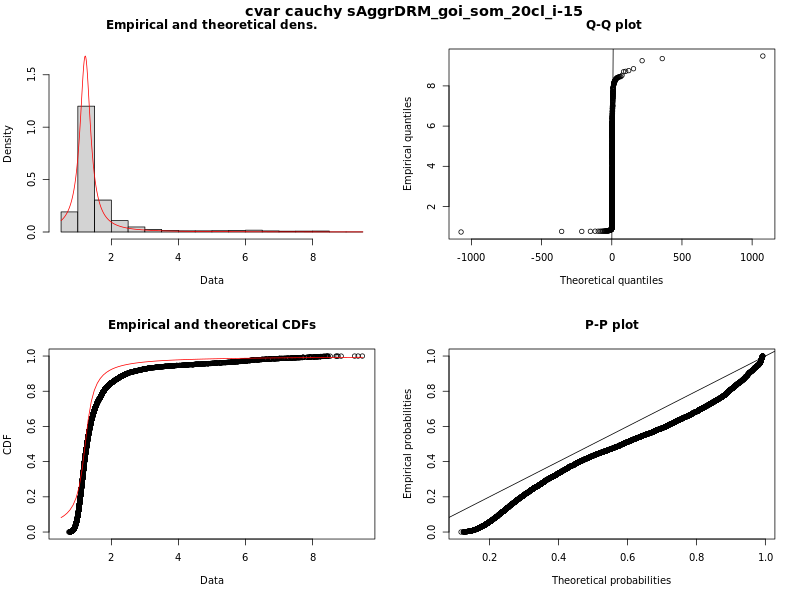 cvar cauchy sAggrDRM_goi_som_20cl_i-15
Empirical and theoretical dens.
Density
0.0 0.5 1.0 1.5
2 4 6 8
Data
Q-Q plot
Empirical quantiles
2 4 6 8
-1000 -500 0 500 1000
Theoretical quantiles
Empirical and theoretical CDFs
CDF
0.0 0.2 0.4 0.6 0.8 1.0
2 4 6 8
Data
P-P plot
Empirical probabilities
0.0 0.2 0.4 0.6 0.8 1.0
0.2 0.4 0.6 0.8 1.0
Theoretical probabilities